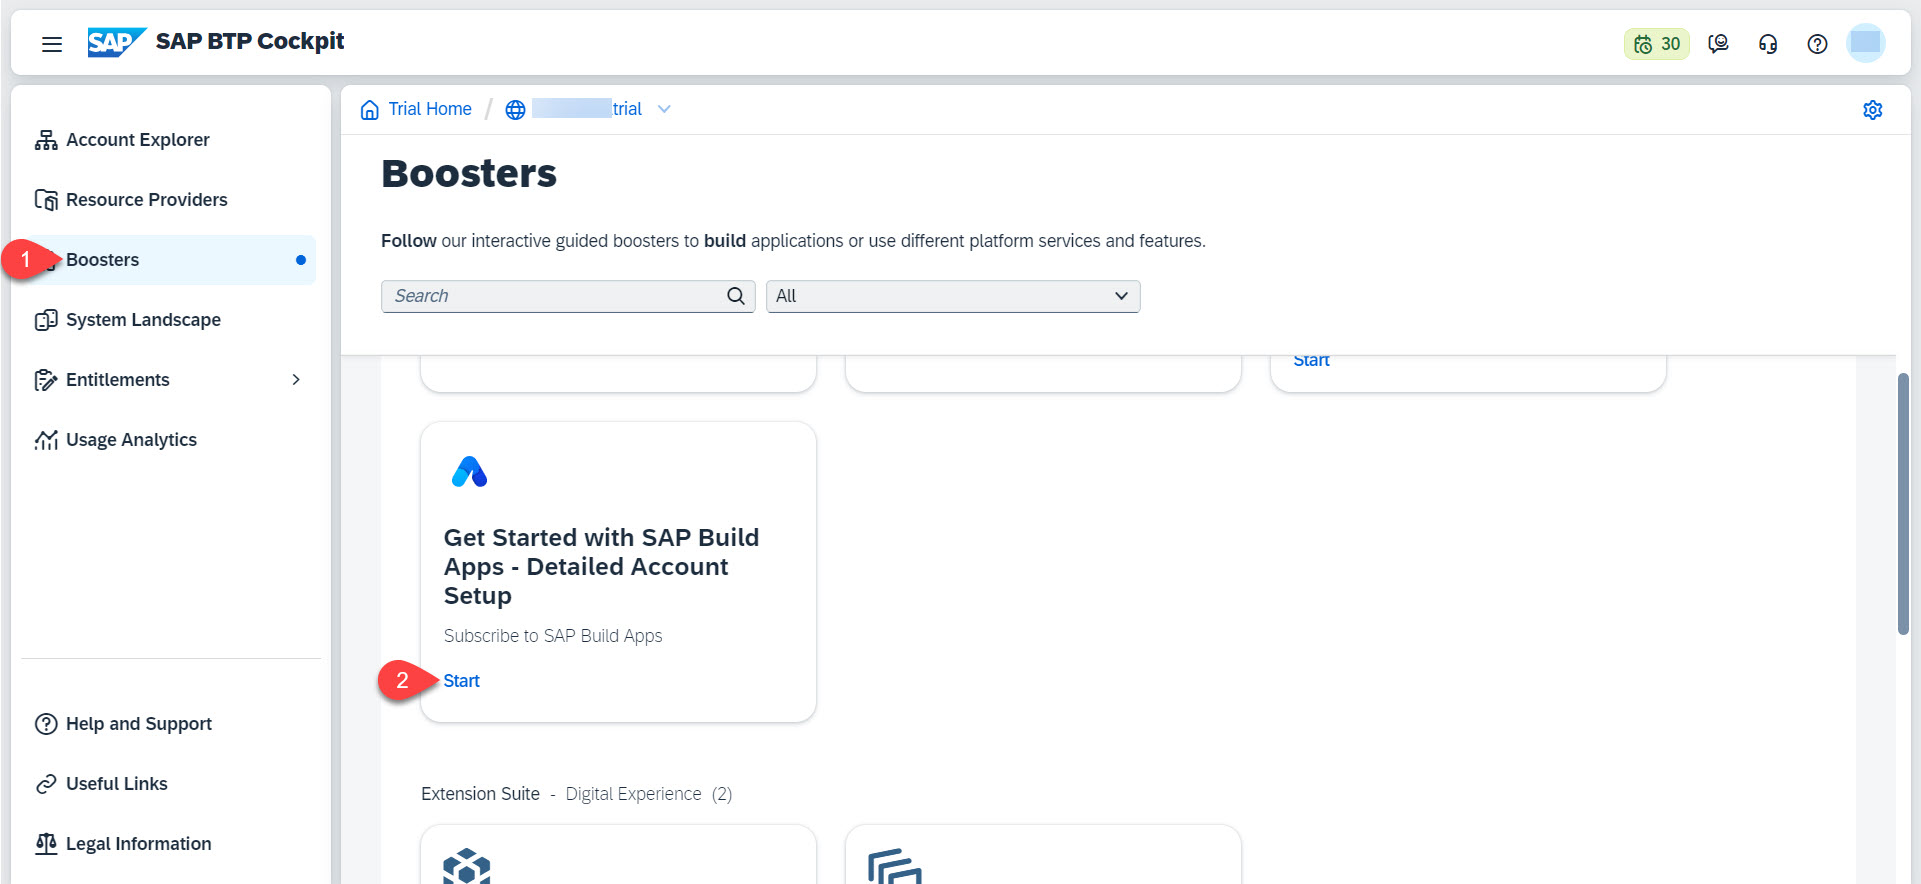 SAP SAP BTP Cockpit
30
Account Explorer
Resource Providers
1 Boosters
System Landscape
Entitlements
Usage Analytics
Help and Support
Useful Links
Legal Information
Trial Home / trial
Boosters
Follow our interactive guided boosters to build applications or use different platform services and features.
Search
All
Start
Get Started with SAP Build
Apps - Detailed Account
Setup
Subscribe to SAP Build Apps
2 Start
Extension Suite - Digital Experience (2)